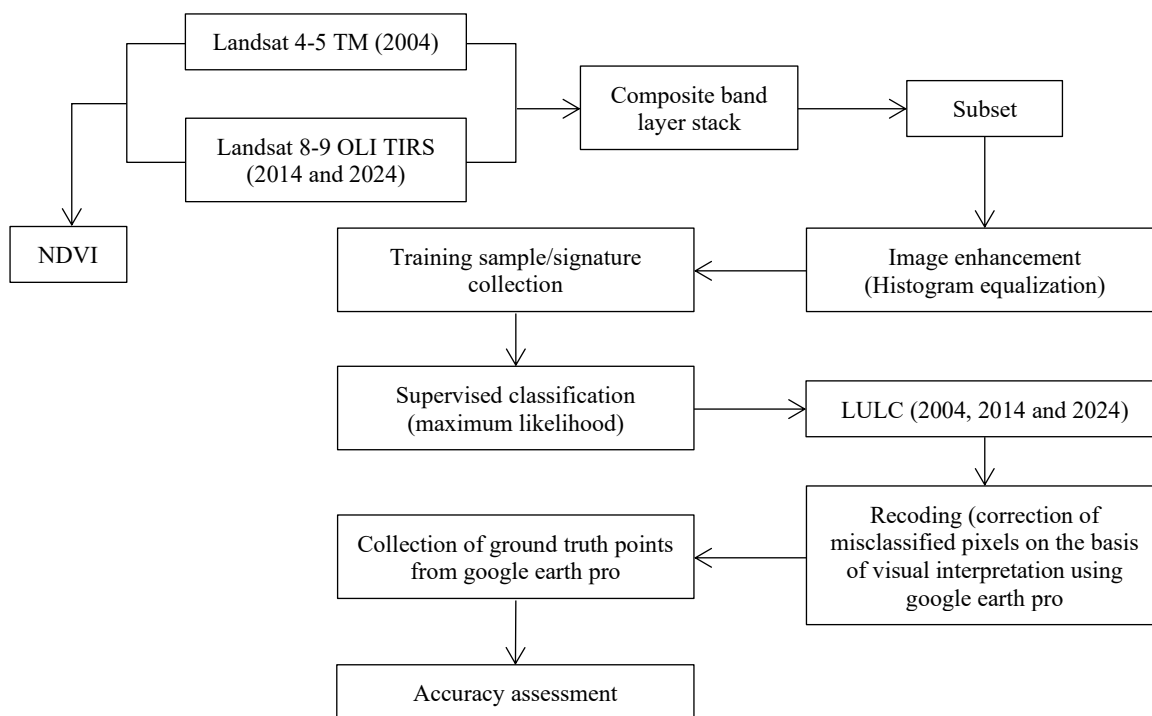 Landsat 4-5 TM (2004)
Composite band
layer stack
Subset
Landsat 8-9 OLI TIRS
(2014 and 2024)
NDVI
Training sample/signature
collection
Image enhancement
(Histogram equalization)
Supervised classification
(maximum likelihood)
LULC (2004, 2014 and 2024)
Recoding (correction of
misclassified pixels on the basis
of visual interpretation using
google earth pro
Collection of ground truth points
from google earth pro
Accuracy assessment